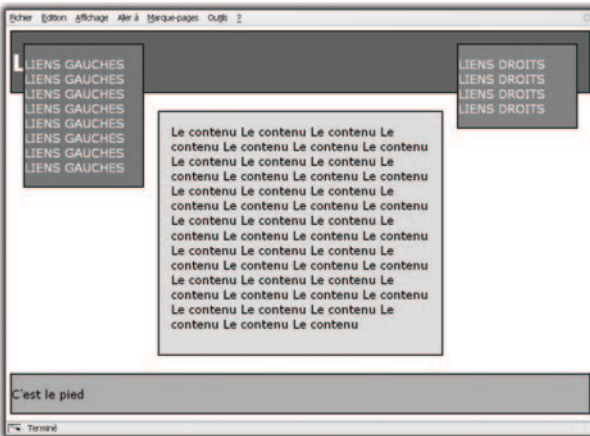 Fichier Edition Affichage Aller à Marque-pages Outils ?
L
LIENS GAUCHES
LIENS GAUCHES
LIENS GAUCHES
LIENS GAUCHES
LIENS GAUCHES
LIENS GAUCHES
LIENS GAUCHES
LIENS GAUCHES
LIENS DROITS
LIENS DROITS
LIENS DROITS
LIENS DROITS
Le contenu Le contenu Le contenu Le
contenu Le contenu Le contenu Le contenu
Le contenu Le contenu Le contenu Le
contenu Le contenu Le contenu Le contenu
Le contenu Le contenu Le contenu Le
contenu Le contenu Le contenu Le contenu
Le contenu Le contenu Le contenu Le
contenu Le contenu Le contenu Le contenu
Le contenu Le contenu Le contenu Le
contenu Le contenu Le contenu Le contenu
Le contenu Le contenu Le contenu Le
contenu Le contenu Le contenu Le contenu
Le contenu Le contenu Le contenu Le
contenu Le contenu Le contenu
C'est le pied
Terminé